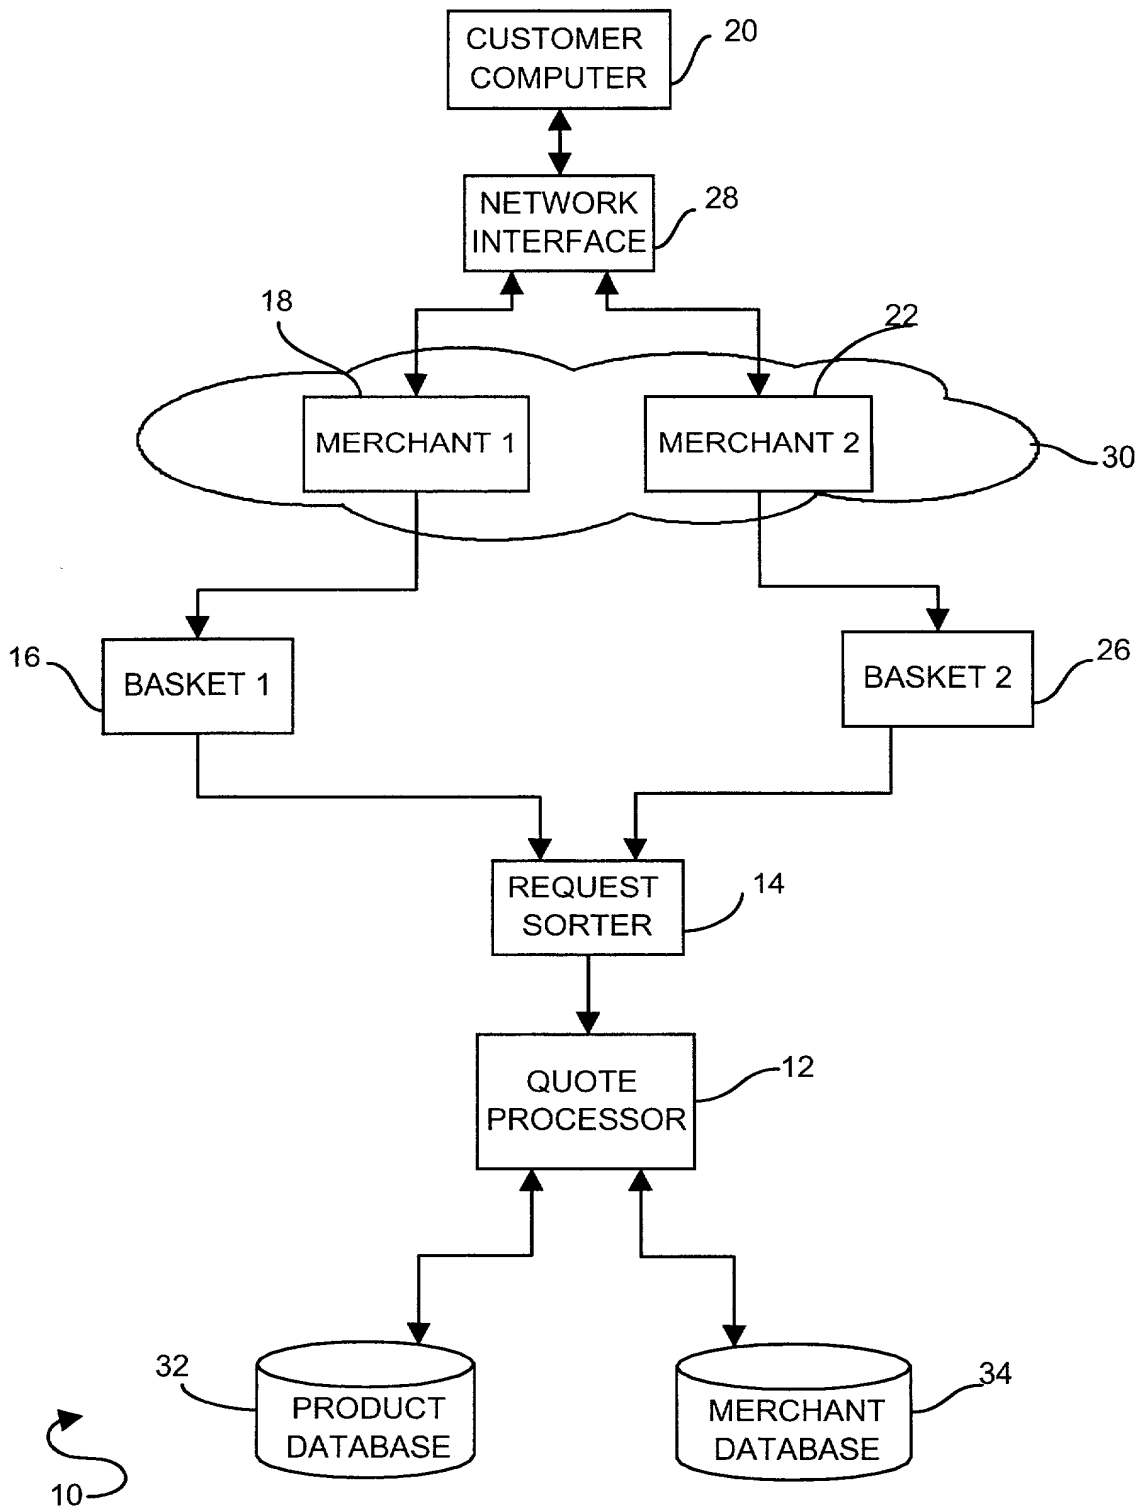 CUSTOMER
COMPUTER
20
NETWORK
INTERFACE
28
18
22
MERCHANT 1
MERCHANT 2
30
16
BASKET 1
BASKET 2
26
REQUEST
SORTER
14
QUOTE
PROCESSOR
12
32
PRODUCT
DATABASE
MERCHANT
DATABASE
34
10